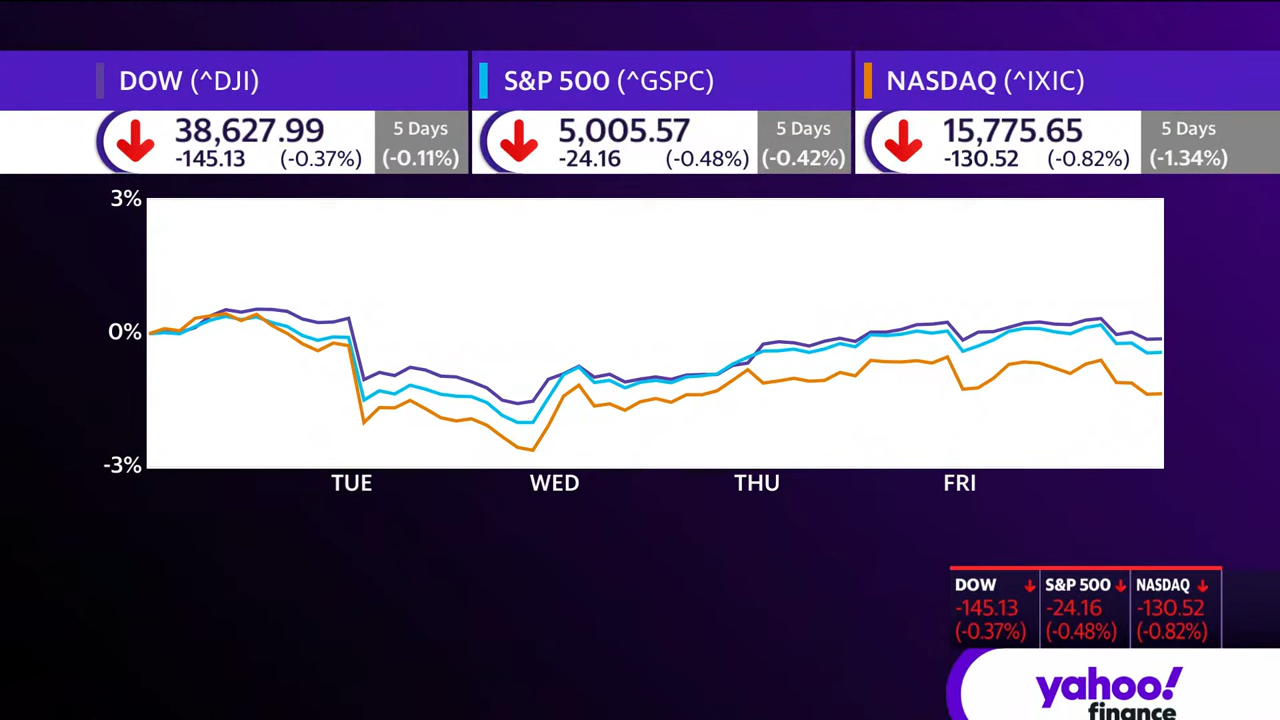 DOW (^DJI)
38,627.99
-145.13 (-0.37%)
5 Days
(-0.11%)
S&P 500 (^GSPC)
5,005.57
-24.16 (-0.48%)
5 Days
(-0.42%)
NASDAQ (^IXIC)
15,775.65
-130.52 (-0.82%)
5 Days
(-1.34%)
3%
0%
-3%
TUE WED THU FRI
DOW
-145.13
(-0.37%)
S&P 500
-24.16
(-0.48%)
NASDAQ
-130.52
(-0.82%)
yahoo!
finance